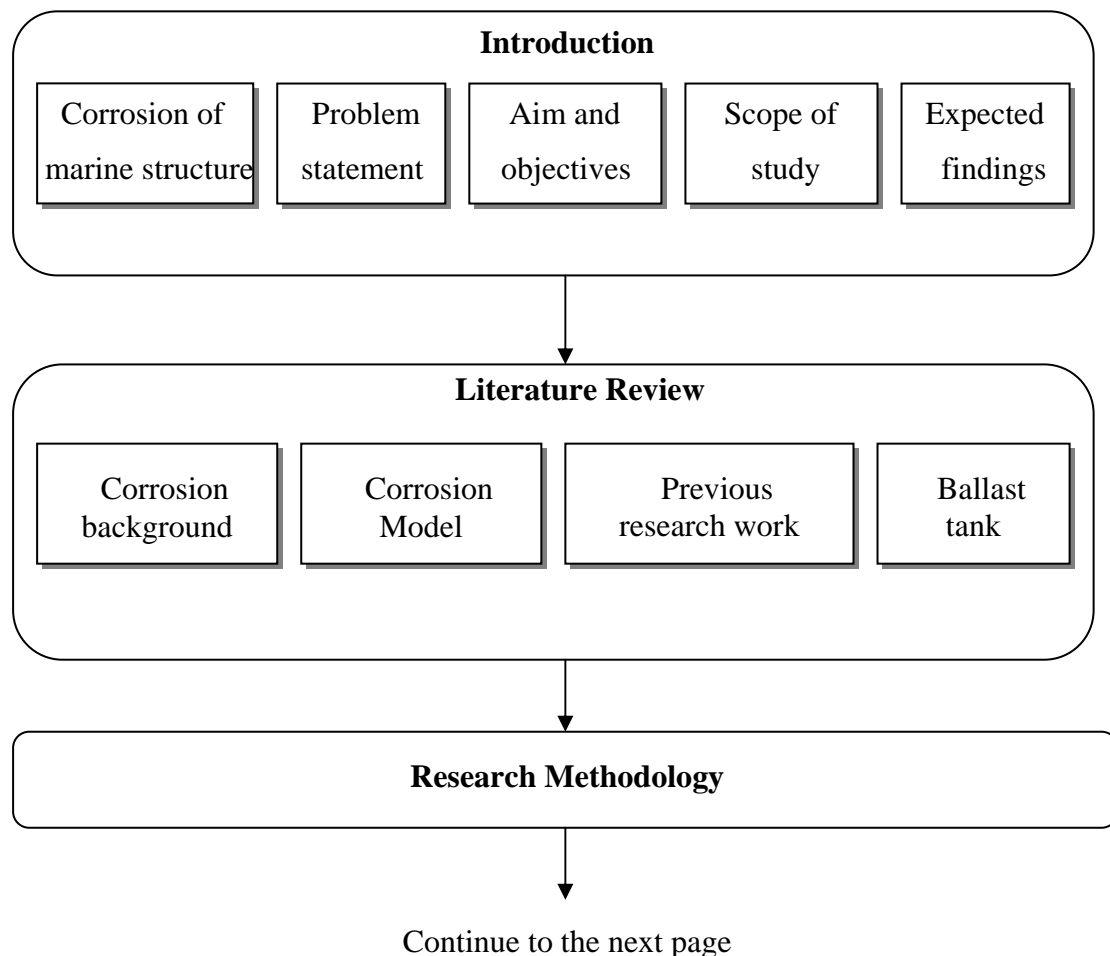 Introduction
Corrosion of
marine structure
Problem
statement
Aim and
objectives
Scope of
study
Expected
findings
Literature Review
Corrosion
background
Corrosion
Model
Previous
research work
Ballast
tank
Research Methodology
Continue to the next page